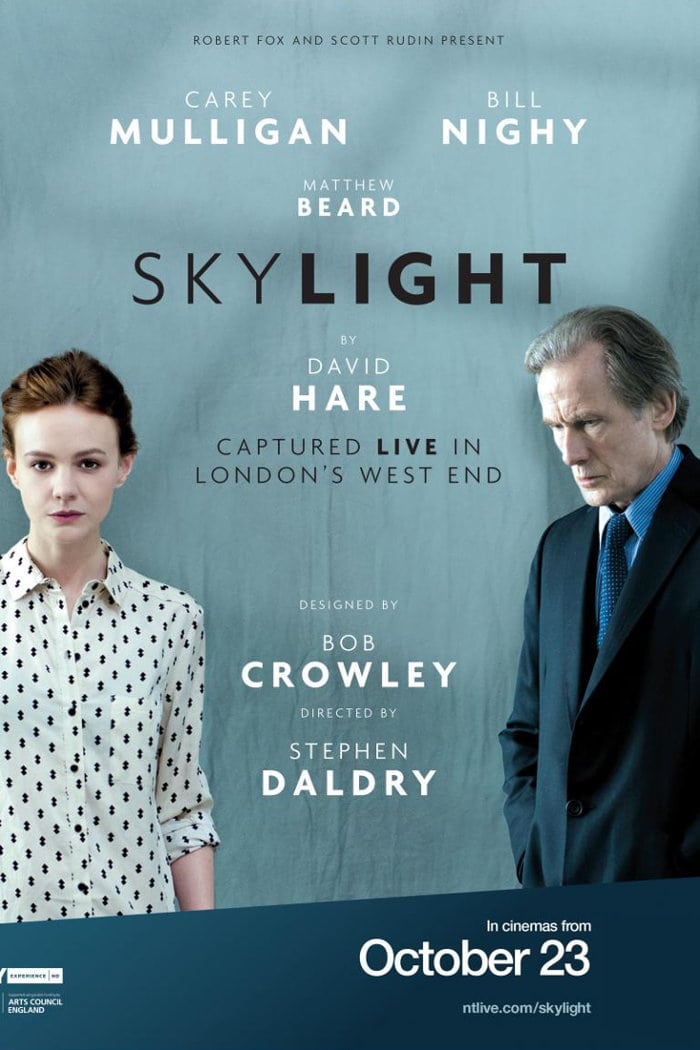 ROBERT FOX AND SCOTT RUDIN PRESENT
CAREY
MULLIGAN
BILL
NIGHY
MATTHEW
BEARD
SKYLIGHT
BY
DAVID
HARE
CAPTURED LIVE IN
LONDON'S WEST END
DESIGNED BY
BOB
CROWLEY
DIRECTED BY
STEPHEN
DALDRY
In cinemas from
October 23
ntlive.com/skylight
EXPERIENCE HD
ARTS COUNCIL
ENGLAND